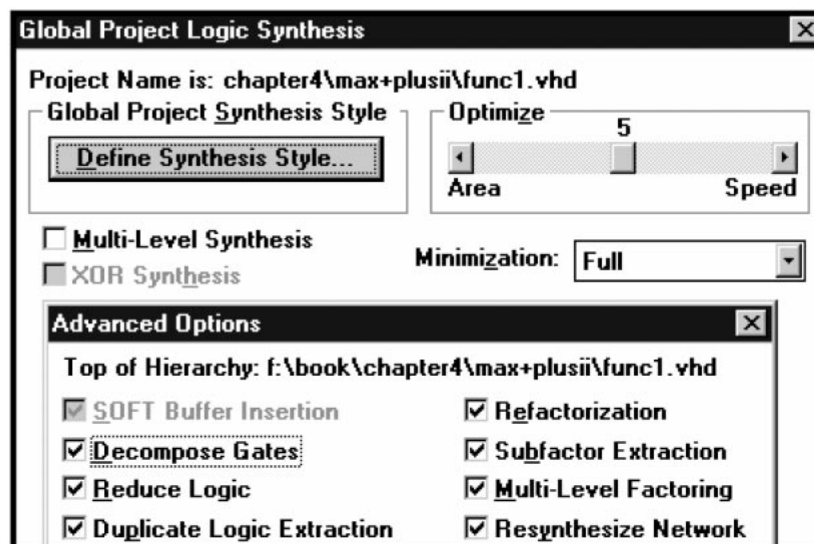 Global Project Logic Synthesis
Project Name is: chapter4\max+plusii\func1.vhd
Global Project Synthesis Style
Define Synthesis Style...
Optimize
5
Area Speed
Multi-Level Synthesis
XOR Synthesis
Minimization: Full
Advanced Options
Top of Hierarchy: f:\book\chapter4\max+plusii\func1.vhd
SOFT Buffer Insertion
Decompose Gates
Reduce Logic
Duplicate Logic Extraction
Refactorization
Subfactor Extraction
Multi-Level Factoring
Resynthesize Network